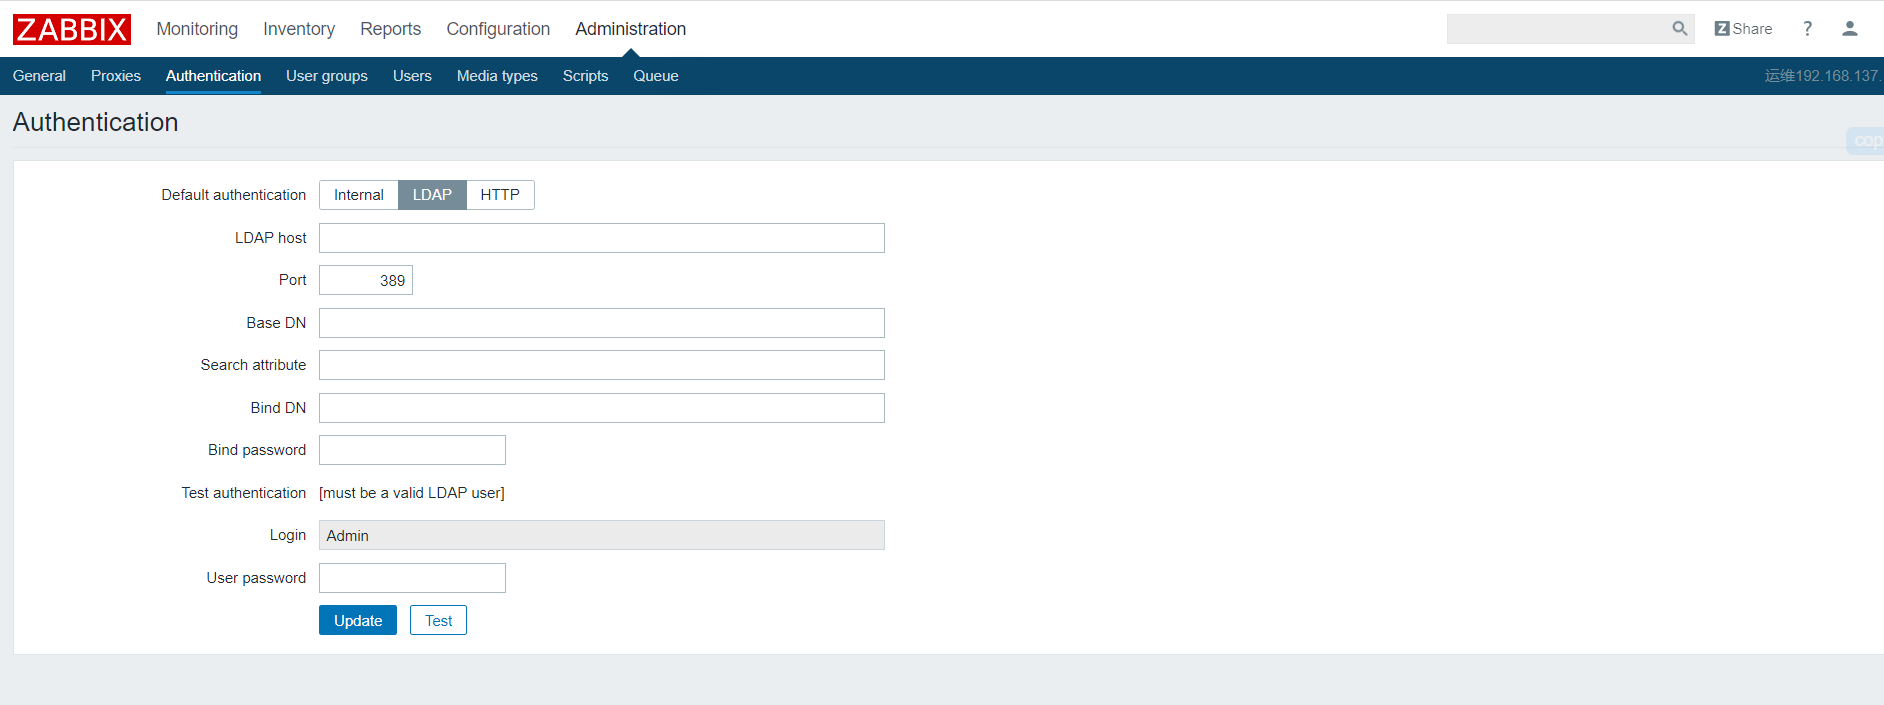 ZABBIX Monitoring Inventory Reports Configuration Administration Share ?
General Proxies Authentication User groups Users Media types Scripts Queue 运维192.168.137.
Authentication
cop
Default authentication Internal LDAP HTTP
LDAP host
Port 389
Base DN
Search attribute
Bind DN
Bind password
Test authentication [must be a valid LDAP user]
Login Admin
User password
Update Test